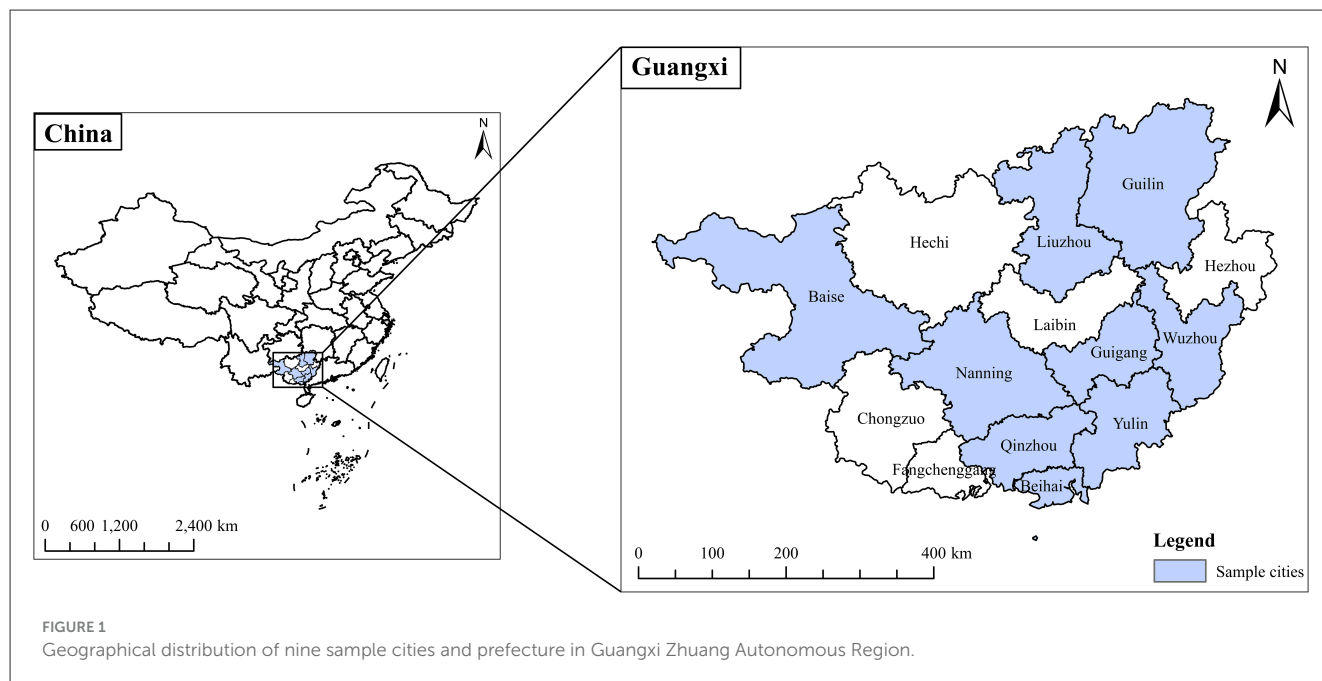 China
N
0 600 1,200 2,400 km
Guangxi
N
Guilin
Hechi
Liuzhou
Hezhou
Baise
Laibin
Wuzhou
Guigang
Nanning
Chongzuo
Yulin
Qinzhou
Fangchenggang
Beihai
0 100 200 400 km
Legend
Sample cities
FIGURE 1
Geographical distribution of nine sample cities and prefecture in Guangxi Zhuang Autonomous Region.